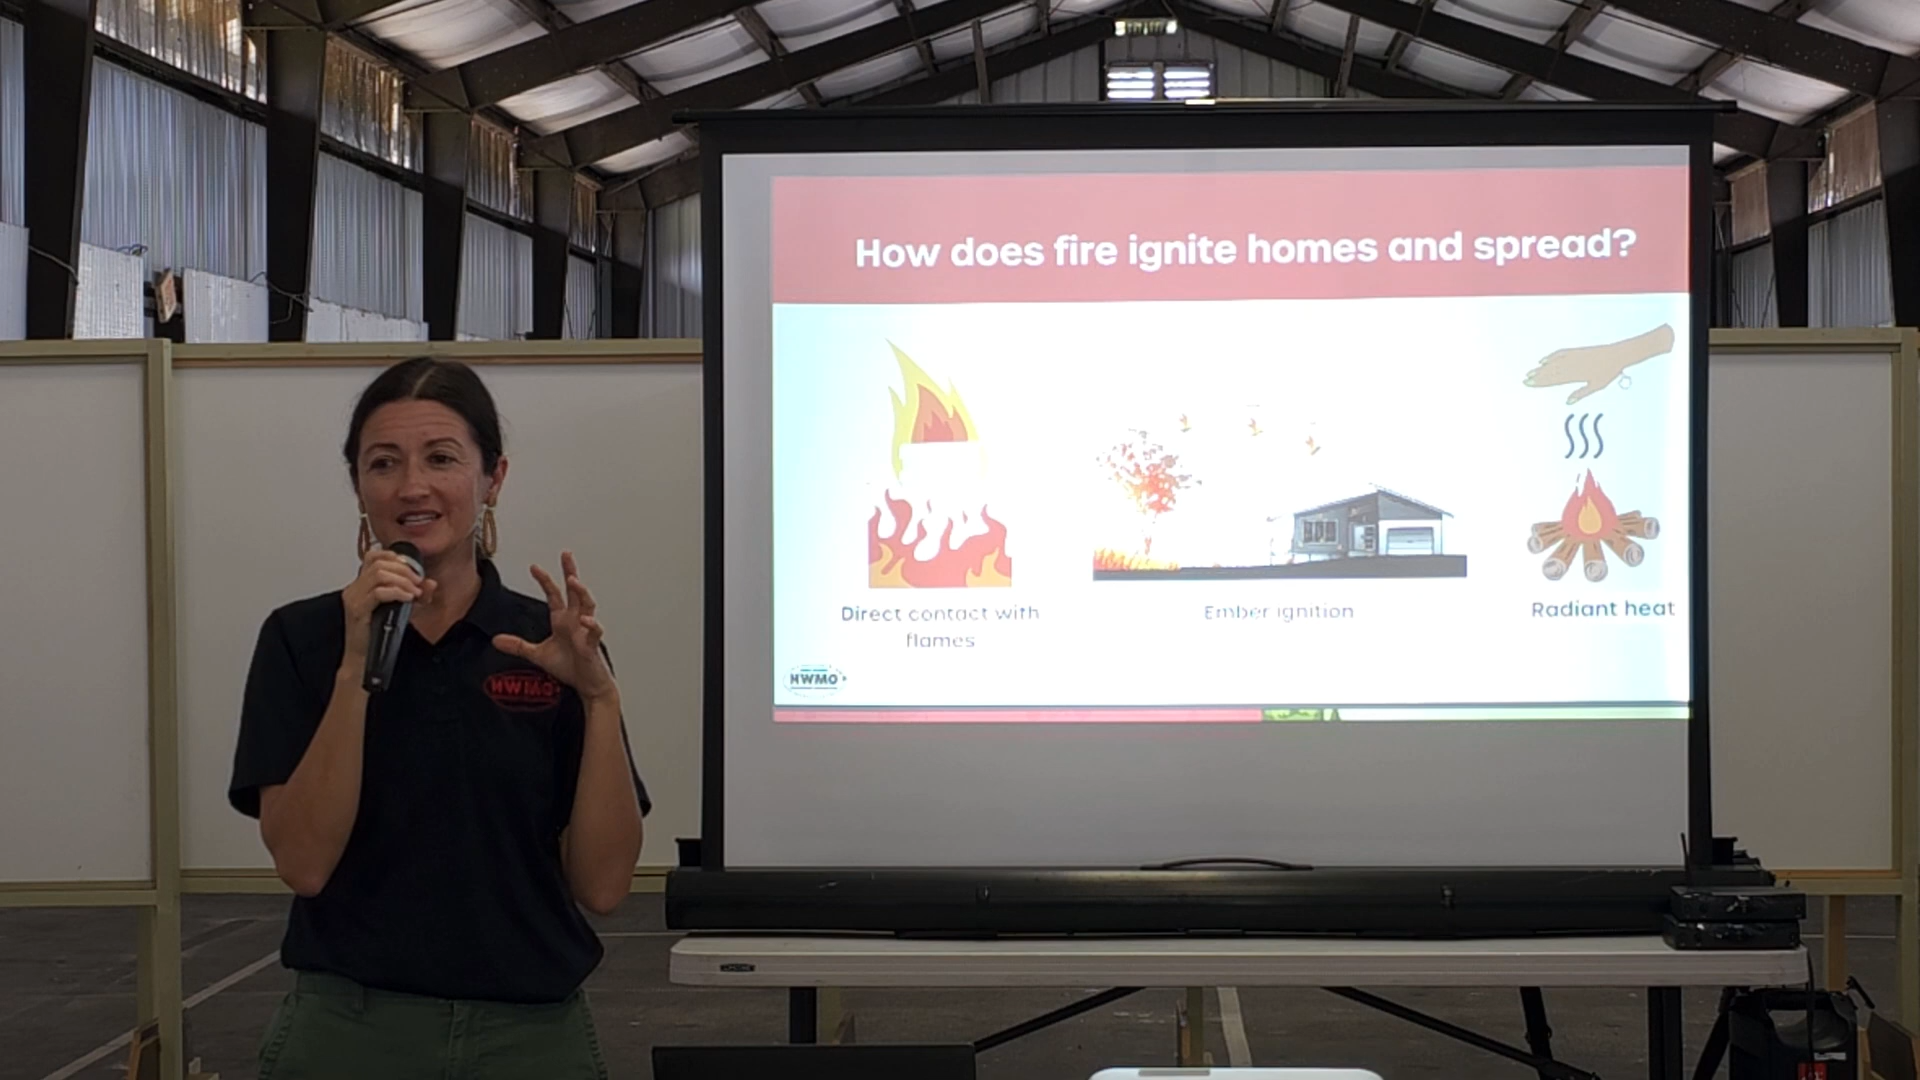 How does fire ignite homes and spread?
Direct contact with
flames
Ember ignition
Radiant heat
HWMO
HWMO